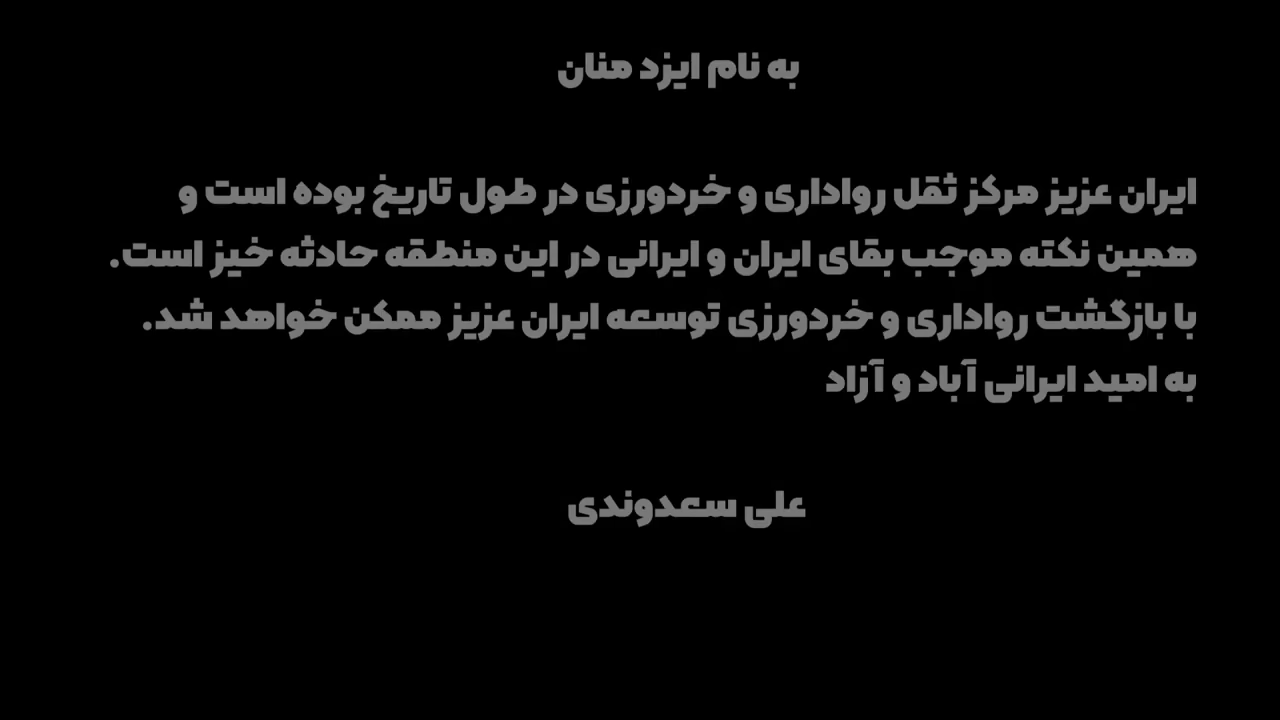 به نام ایزد منان
ایران عزیز مرکز ثقل رواداری و خردورزی در طول تاریخ بوده است و
همین نکته موجب بقای ایران و ایرانی در این منطقه حادثه خیز است.
با بازگشت رواداری و خردورزی توسعه ایران عزیز ممکن خواهد شد.
به امید ایرانی آباد و آزاد
علی سعدوندی